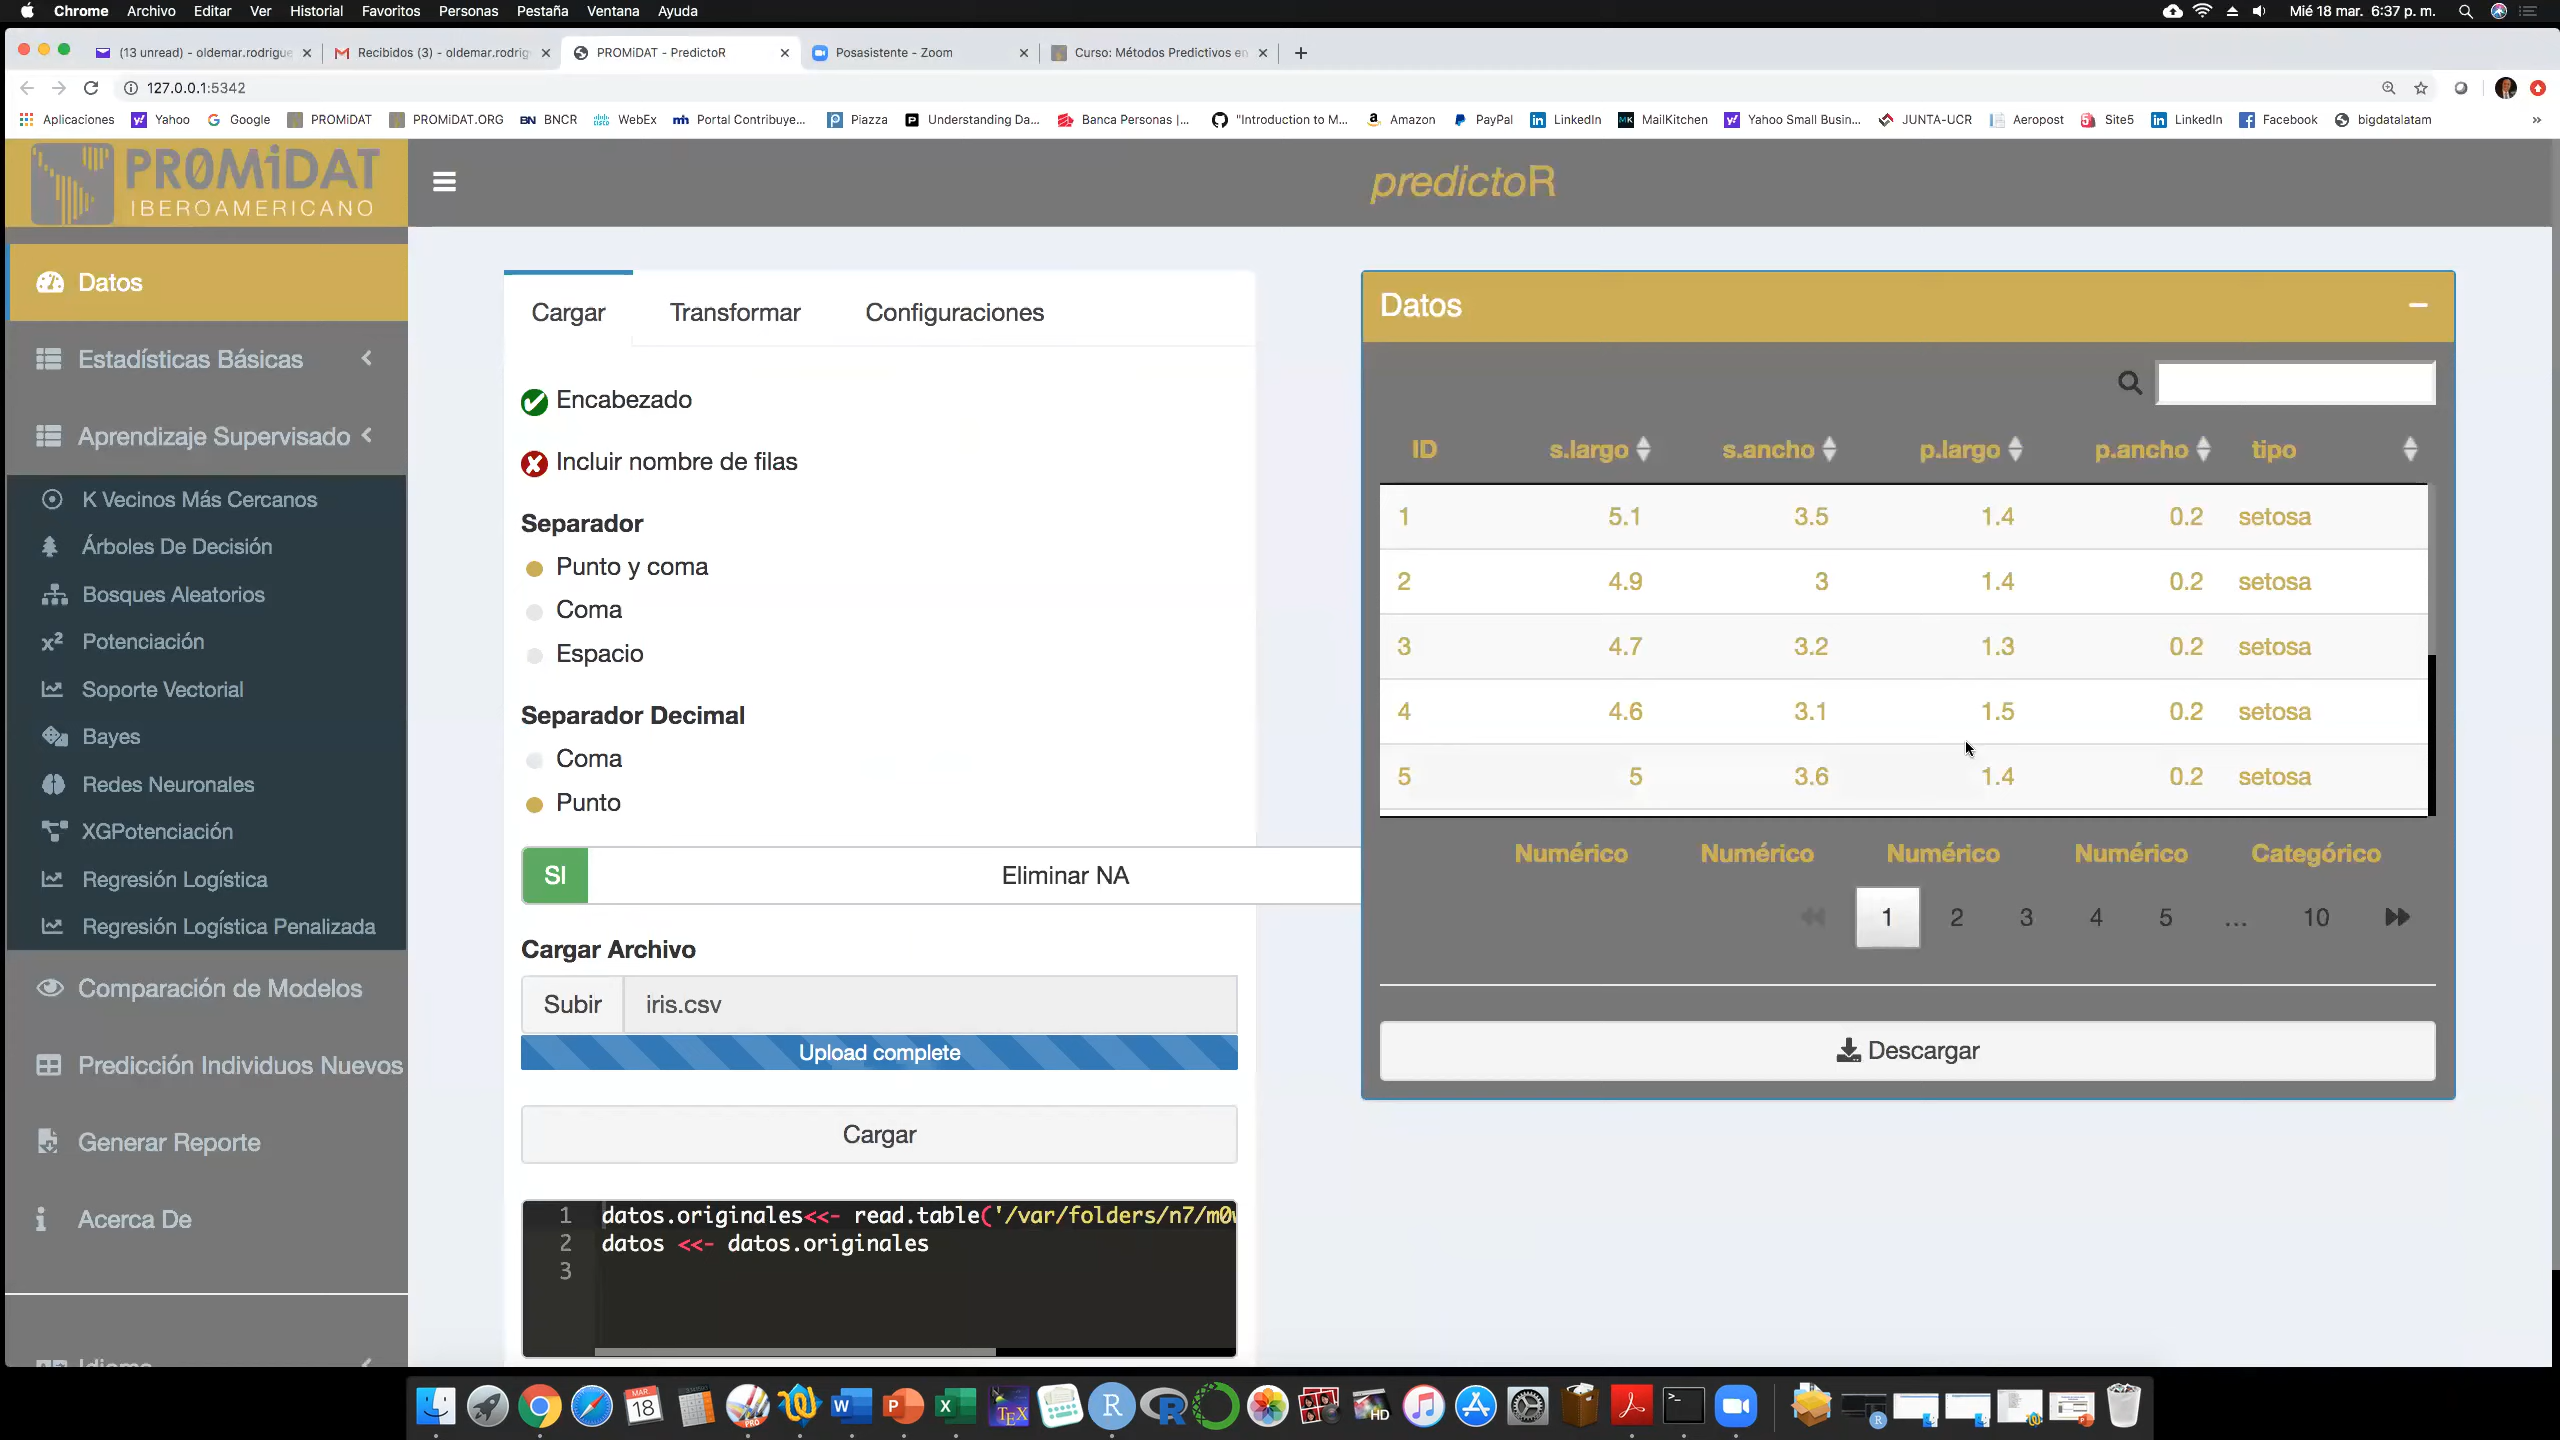 Chrome Archivo Editar Ver Historial Favoritos Personas Pestaña Ventana Ayuda Mié 18 mar. 6:37 p. m.
(13 unread) - oldemar.rodrigue Recibidos (3) - oldemar.rodrig PROMiDAT - PredictoR Posasistente - Zoom Curso: Métodos Predictivos en
127.0.0.1:5342
Aplicaciones Yahoo Google PROMiDAT PROMiDAT.ORG BNCR WebEx Portal Contribuye... Piazza Understanding Da... Banca Personas |... "Introduction to M... Amazon PayPal LinkedIn MailKitchen Yahoo Small Busin... JUNTA-UCR Aeropost Site5 LinkedIn Facebook bigdatalatam »
PR0MiDAT
IBEROAMERICANO
predictoR
Datos
Estadísticas Básicas
Aprendizaje Supervisado
K Vecinos Más Cercanos
Árboles De Decisión
Bosques Aleatorios
Potenciación
Soporte Vectorial
Bayes
Redes Neuronales
XGPotenciación
Regresión Logística
Regresión Logística Penalizada
Comparación de Modelos
Predicción Individuos Nuevos
Generar Reporte
Acerca De
Idioma
Cargar Transformar Configuraciones
Encabezado
Incluir nombre de filas
Separador
Punto y coma
Coma
Espacio
Separador Decimal
Coma
Punto
SI Eliminar NA
Cargar Archivo
Subir iris.csv
Upload complete
Cargar
1 datos.originales<<- read.table('/var/folders/n7/m0
2 datos <<- datos.originales
3
Datos
ID s.largo s.ancho p.largo p.ancho tipo
1 5.1 3.5 1.4 0.2 setosa
2 4.9 3 1.4 0.2 setosa
3 4.7 3.2 1.3 0.2 setosa
4 4.6 3.1 1.5 0.2 setosa
5 5 3.6 1.4 0.2 setosa
Numérico Numérico Numérico Numérico Categórico
1 2 3 4 5 ... 10
Descargar
MAR
18
PRO
W P X TEX R R HD